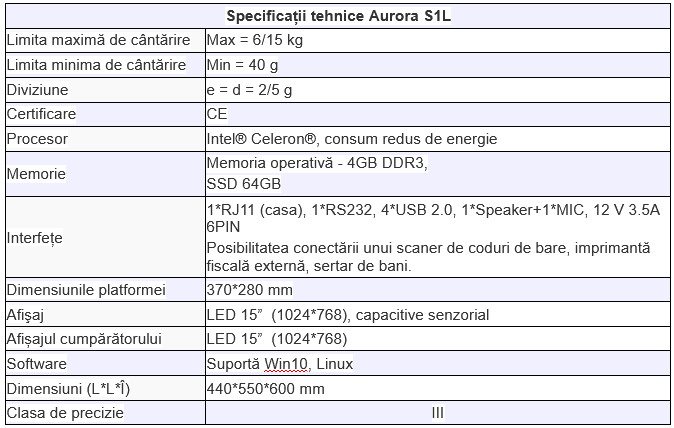 Specificații tehnice Aurora S1L
Limita maximă de cântărire Max = 6/15 kg
Limita minima de cântărire Min = 40 g
Diviziune e = d = 2/5 g
Certificare CE
Procesor Intel® Celeron®, consum redus de energie
Memorie Memoria operativă - 4GB DDR3,
SSD 64GB
Interfețe 1*RJ11 (casa), 1*RS232, 4*USB 2.0, 1*Speaker+1*MIC, 12 V 3.5A
6PIN
Posibilitatea conectării unui scaner de coduri de bare, imprimantă
fiscală externă, sertar de bani.
Dimensiunile platformei 370*280 mm
Afișaj LED 15” (1024*768), capacitive senzorial
Afișajul cumpărătorului LED 15” (1024*768)
Software Suportă Win10, Linux
Dimensiuni (L*L*Î) 440*550*600 mm
Clasa de precizie III